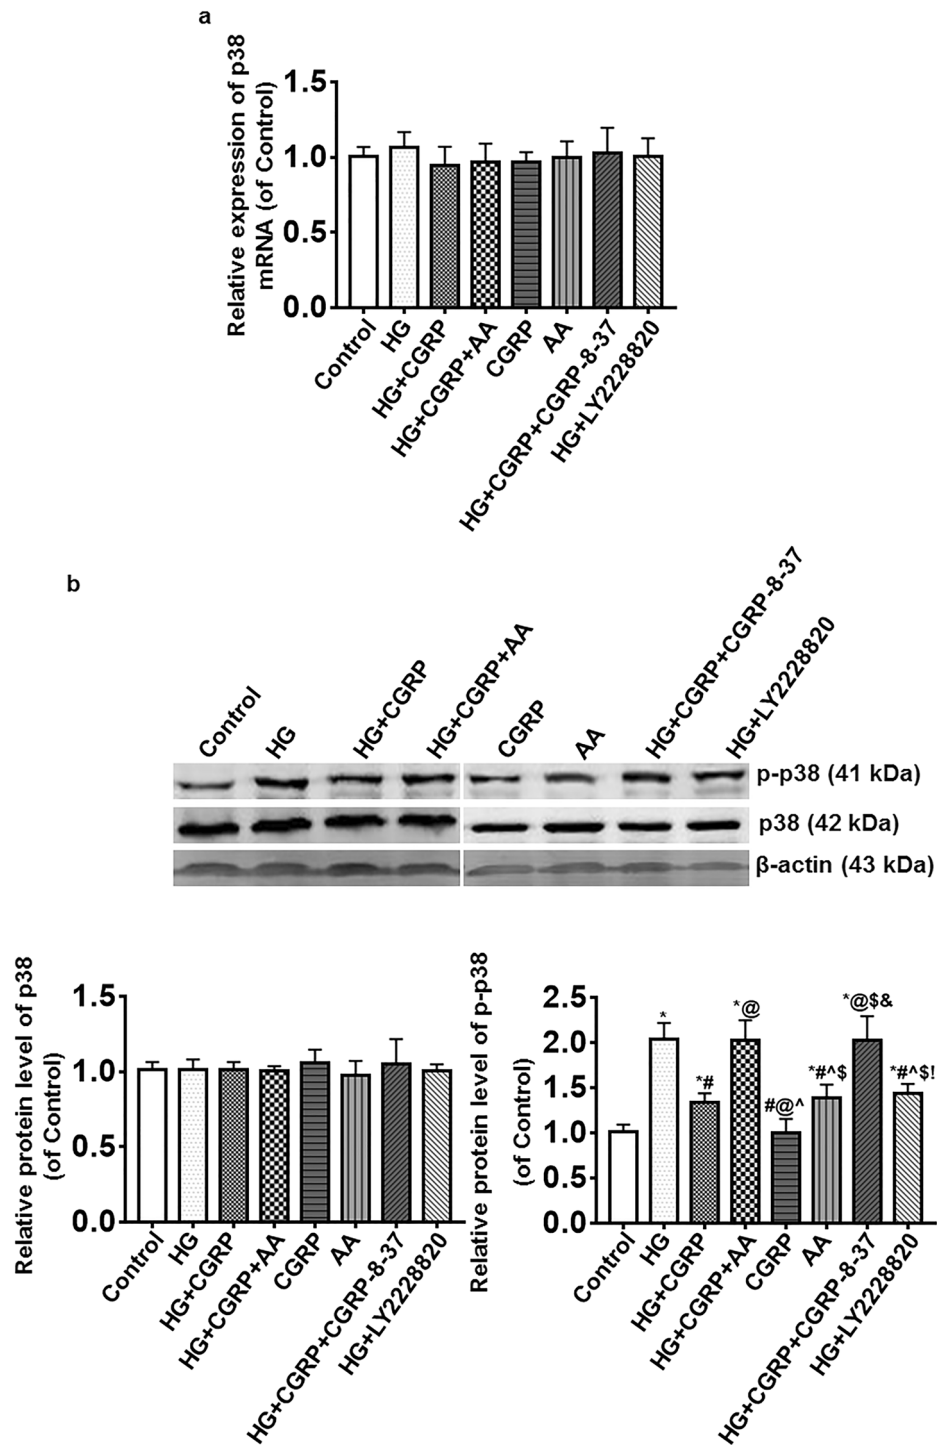 a
Relative expression of p38
mRNA (of Control)
1.5
1.0
0.5
0.0
Control
HG
HG+CGRP
HG+CGRP+AA
CGRP
AA
HG+CGRP+CGRP-8-37
HG+LY2228820
b
Control
HG
HG+CGRP
HG+CGRP+AA
CGRP
AA
HG+CGRP+CGRP-8-37
HG+LY2228820
p-p38 (41 kDa)
p38 (42 kDa)
β-actin (43 kDa)
Relative protein level of p38
(of Control)
1.5
1.0
0.5
0.0
Control
HG
HG+CGRP
HG+CGRP+AA
CGRP
AA
HG+CGRP+CGRP-8-37
HG+LY2228820
Relative protein level of p-p38
(of Control)
2.5
2.0
1.5
1.0
0.5
0.0
*
*#
*@
#@^
*#^$
*@$&
*#^$!
Control
HG
HG+CGRP
HG+CGRP+AA
CGRP
AA
HG+CGRP+CGRP-8-37
HG+LY2228820